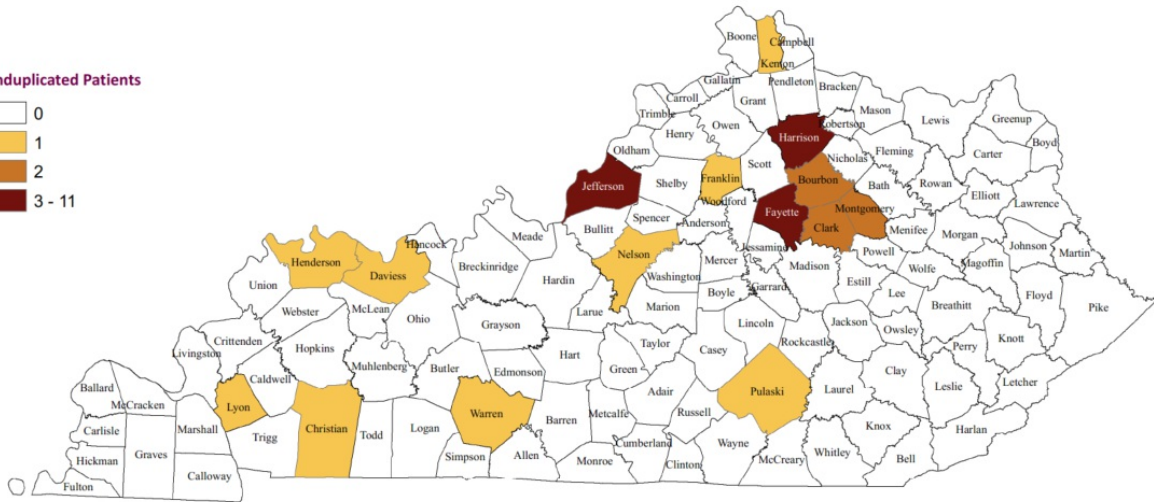 nduplicated Patients
0
1
2
3 - 11
Boone
Campbell
Kenton
Gallatin
Pendleton
Bracken
Carroll
Grant
Mason
Trimble
Owen
Robertson
Lewis
Greenup
Henry
Harrison
Boyd
Oldham
Nicholas
Fleming
Carter
Scott
Franklin
Bourbon
Bath
Rowan
Jefferson
Shelby
Elliott
Woodford
Lawrence
Fayette
Montgomery
Spencer
Anderson
Clark
Menifee
Morgan
Bullitt
Hancock
Meade
Jessamine
Powell
Johnson
Martin
Nelson
Mercer
Magoffin
Henderson
Daviess
Breckinridge
Madison
Wolfe
Washington
Hardin
Estill
Union
Garrard
Lee
Floyd
Boyle
Breathitt
Pike
Webster
McLean
Marion
Larue
Ohio
Lincoln
Jackson
Grayson
Owsley
Knott
Crittenden
Taylor
Rockcastle
Perry
Livingston
Hopkins
Casey
Hart
Muhlenberg
Butler
Green
Edmonson
Clay
Caldwell
Letcher
Ballard
Leslie
Adair
Pulaski
Laurel
McCracken
Lyon
Warren
Russell
Metcalfe
Barren
Carlisle
Marshall
Christian
Logan
Knox
Harlan
Trigg
Todd
Cumberland
Wayne
Graves
Whitley
Simpson
Allen
Bell
Hickman
Monroe
McCreary
Clinton
Calloway
Fulton